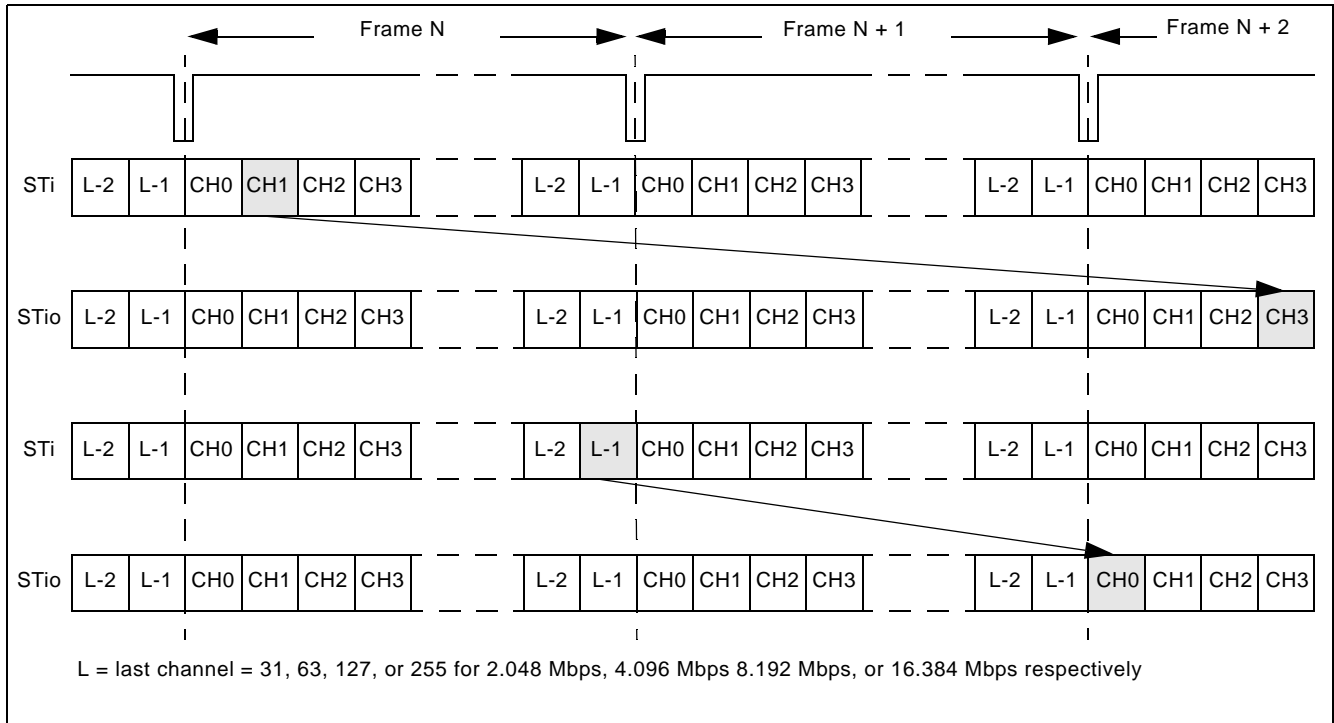 Frame N Frame N + 1 Frame N + 2
STi L-2 L-1 CH0 CH1 CH2 CH3 L-2 L-1 CH0 CH1 CH2 CH3 L-2 L-1 CH0 CH1 CH2 CH3
STio L-2 L-1 CH0 CH1 CH2 CH3 L-2 L-1 CH0 CH1 CH2 CH3 L-2 L-1 CH0 CH1 CH2 CH3
STi L-2 L-1 CH0 CH1 CH2 CH3 L-2 L-1 CH0 CH1 CH2 CH3 L-2 L-1 CH0 CH1 CH2 CH3
STio L-2 L-1 CH0 CH1 CH2 CH3 L-2 L-1 CH0 CH1 CH2 CH3 L-2 L-1 CH0 CH1 CH2 CH3
L = last channel = 31, 63, 127, or 255 for 2.048 Mbps, 4.096 Mbps 8.192 Mbps, or 16.384 Mbps respectively